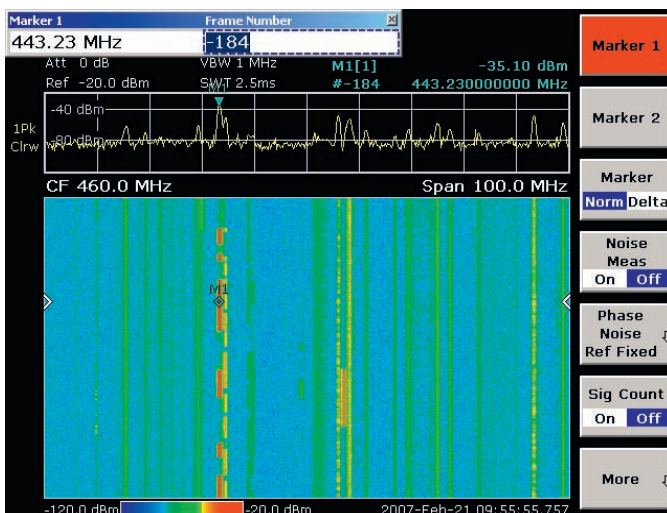 Marker 1
Frame Number
443.23 MHz
-184
Att 0 dB
VBW 1 MHz
M1[1]
-35.10 dBm
Ref -20.0 dBm
SWT 2.5ms
#-184
443.230000000 MHz
M1
-40 dBm
1Pk
Clrw
-80 dBm
CF 460.0 MHz
Span 100.0 MHz
M1
-120.0 dBm
-20.0 dBm
2007-Feb-21 09:55:55.757
Marker 1
Marker 2
Marker
Norm Delta
Noise
Meas
On Off
Phase
Noise
Ref Fixed
Sig Count
On Off
More